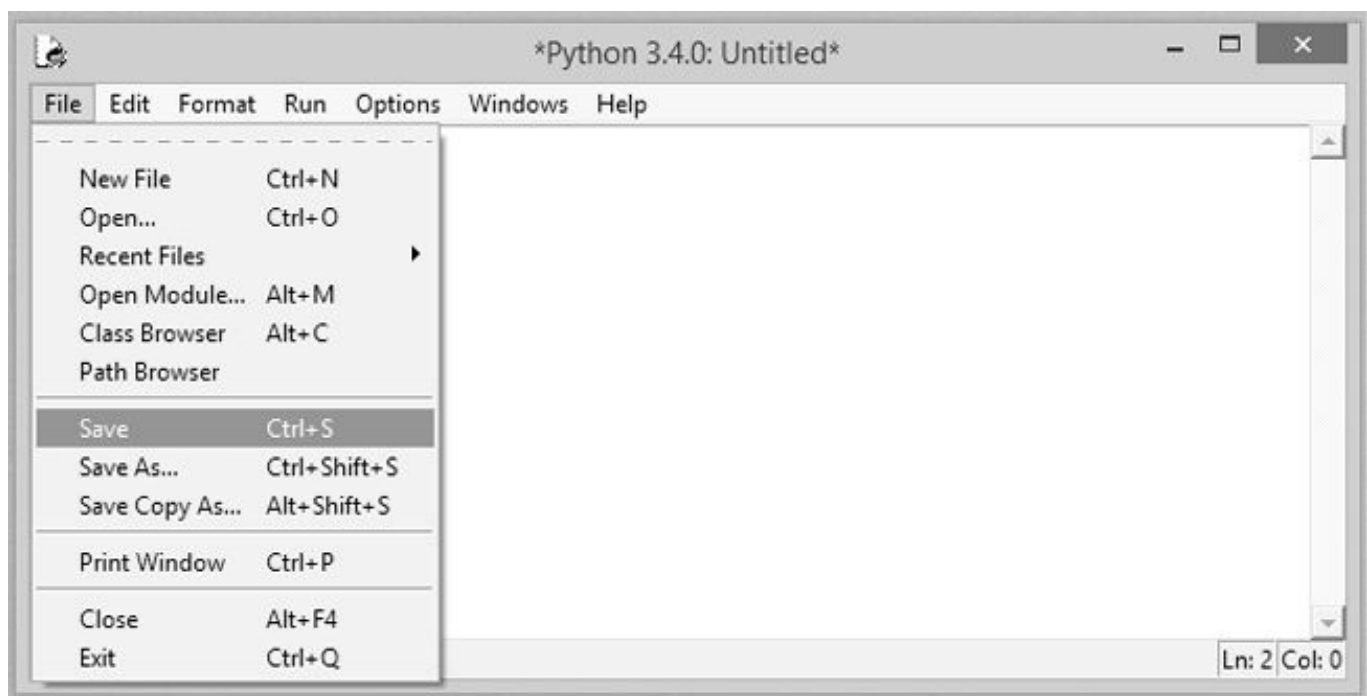 *Python 3.4.0: Untitled*
File Edit Format Run Options Windows Help
New File Ctrl+N
Open... Ctrl+O
Recent Files
Open Module... Alt+M
Class Browser Alt+C
Path Browser
Save Ctrl+S
Save As... Ctrl+Shift+S
Save Copy As... Alt+Shift+S
Print Window Ctrl+P
Close Alt+F4
Exit Ctrl+Q
Ln: 2 Col: 0